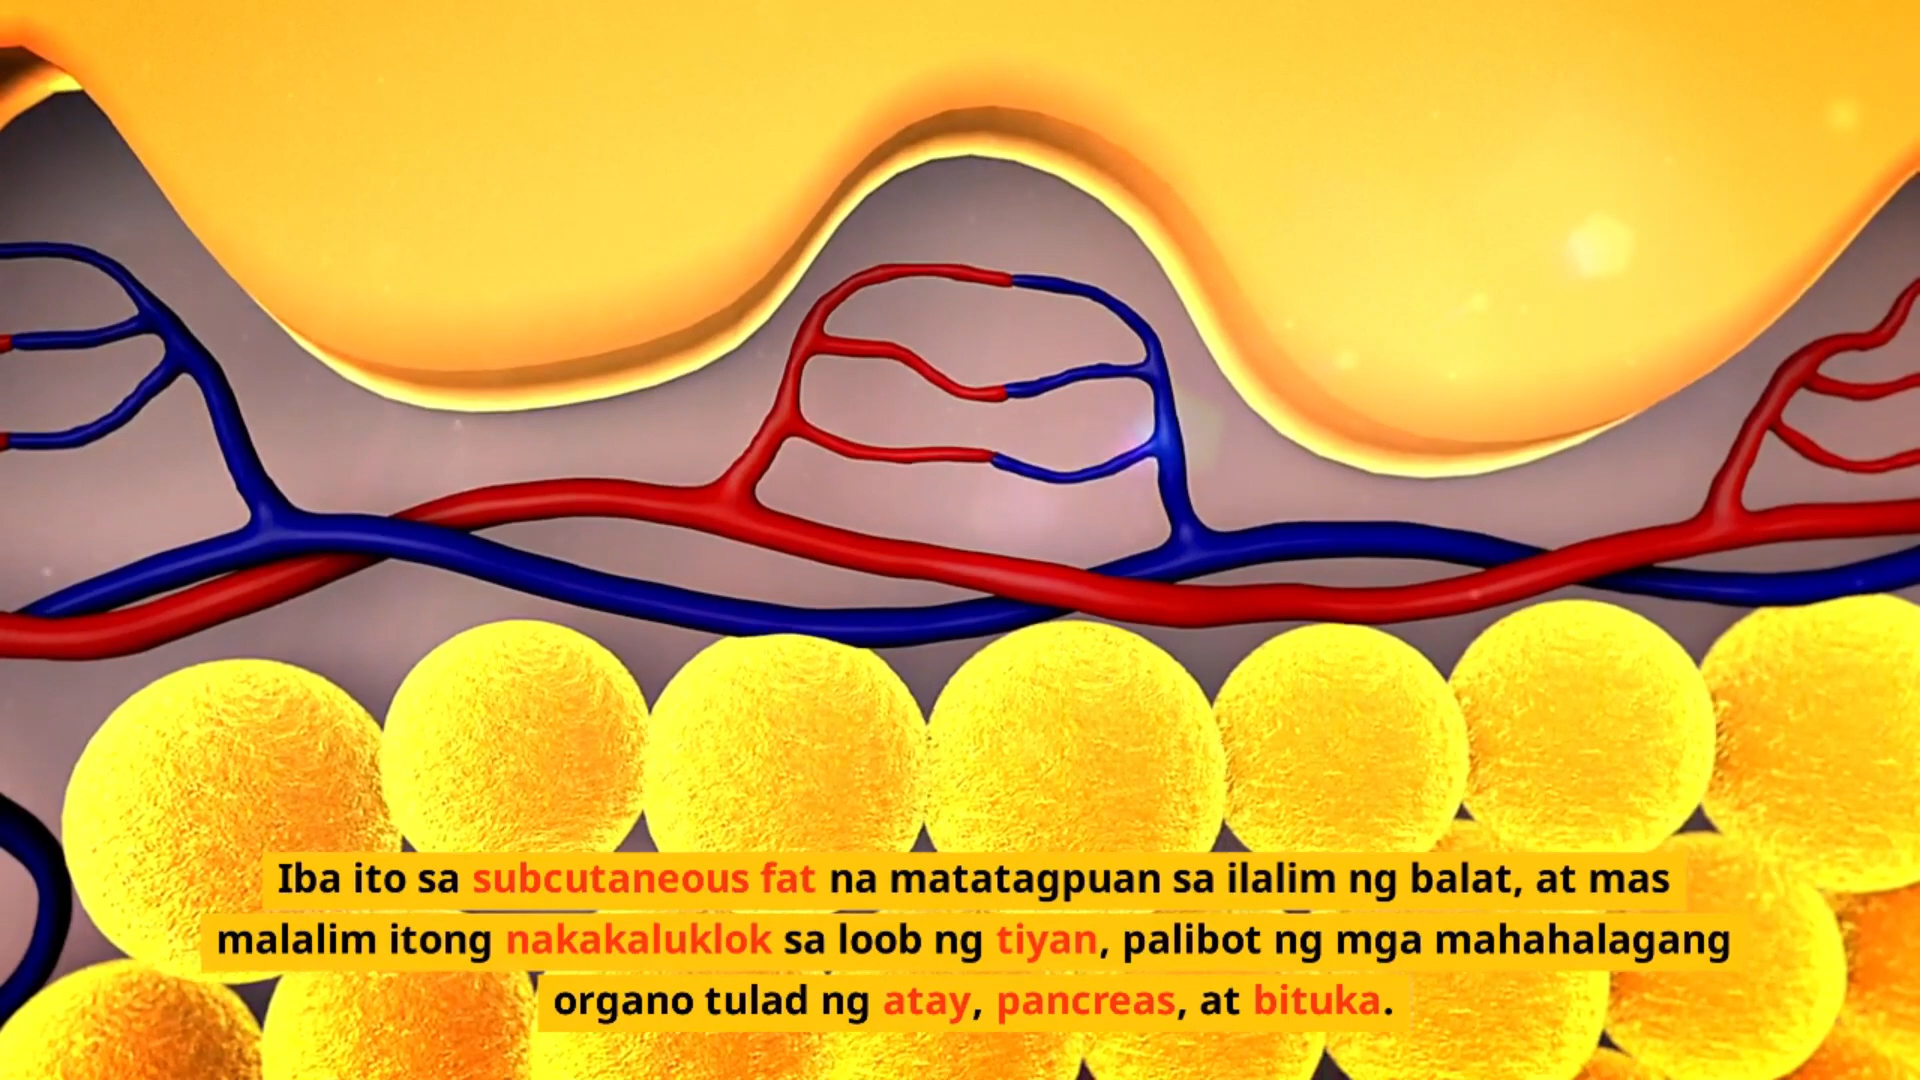 Iba ito sa subcutaneous fat na matatagpuan sa ilalim ng balat, at mas
malalim itong nakakaluklok sa loob ng tiyan, palibot ng mga mahahalagang
organo tulad ng atay, pancreas, at bituka.